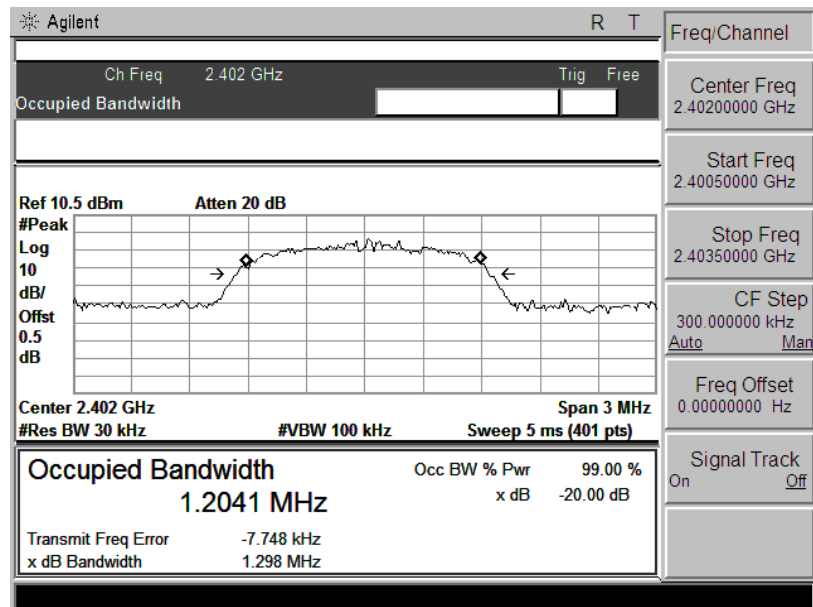 Agilent R T
Freq/Channel
Ch Freq 2.402 GHz Trig Free
Occupied Bandwidth
Center Freq
2.40200000 GHz
Start Freq
2.40050000 GHz
Stop Freq
2.40350000 GHz
CF Step
300.000000 kHz
Auto Man
Freq Offset
0.00000000 Hz
Signal Track
On Off
Ref 10.5 dBm Atten 20 dB
#Peak
Log
10
dB/
Offst
0.5
dB
Center 2.402 GHz Span 3 MHz
#Res BW 30 kHz #VBW 100 kHz Sweep 5 ms (401 pts)
Occupied Bandwidth Occ BW % Pwr 99.00 %
1.2041 MHz x dB -20.00 dB
Transmit Freq Error -7.748 kHz
x dB Bandwidth 1.298 MHz